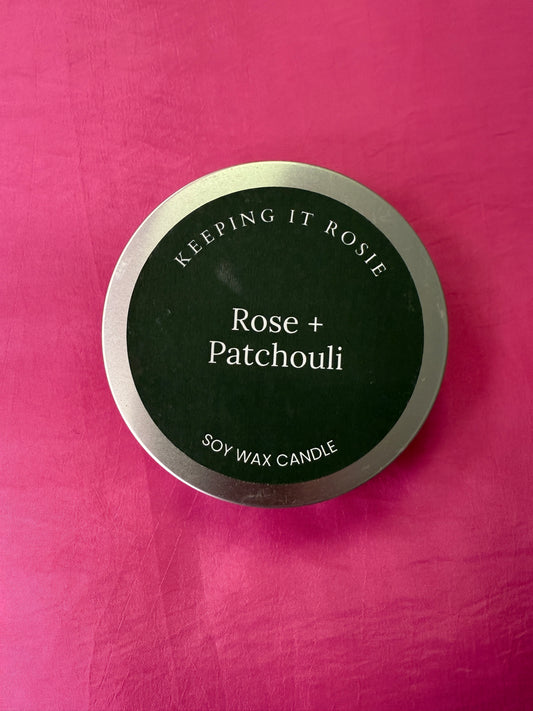 KEEPING IT ROSIE
Rose +
Patchouli
SOY WAX CANDLE